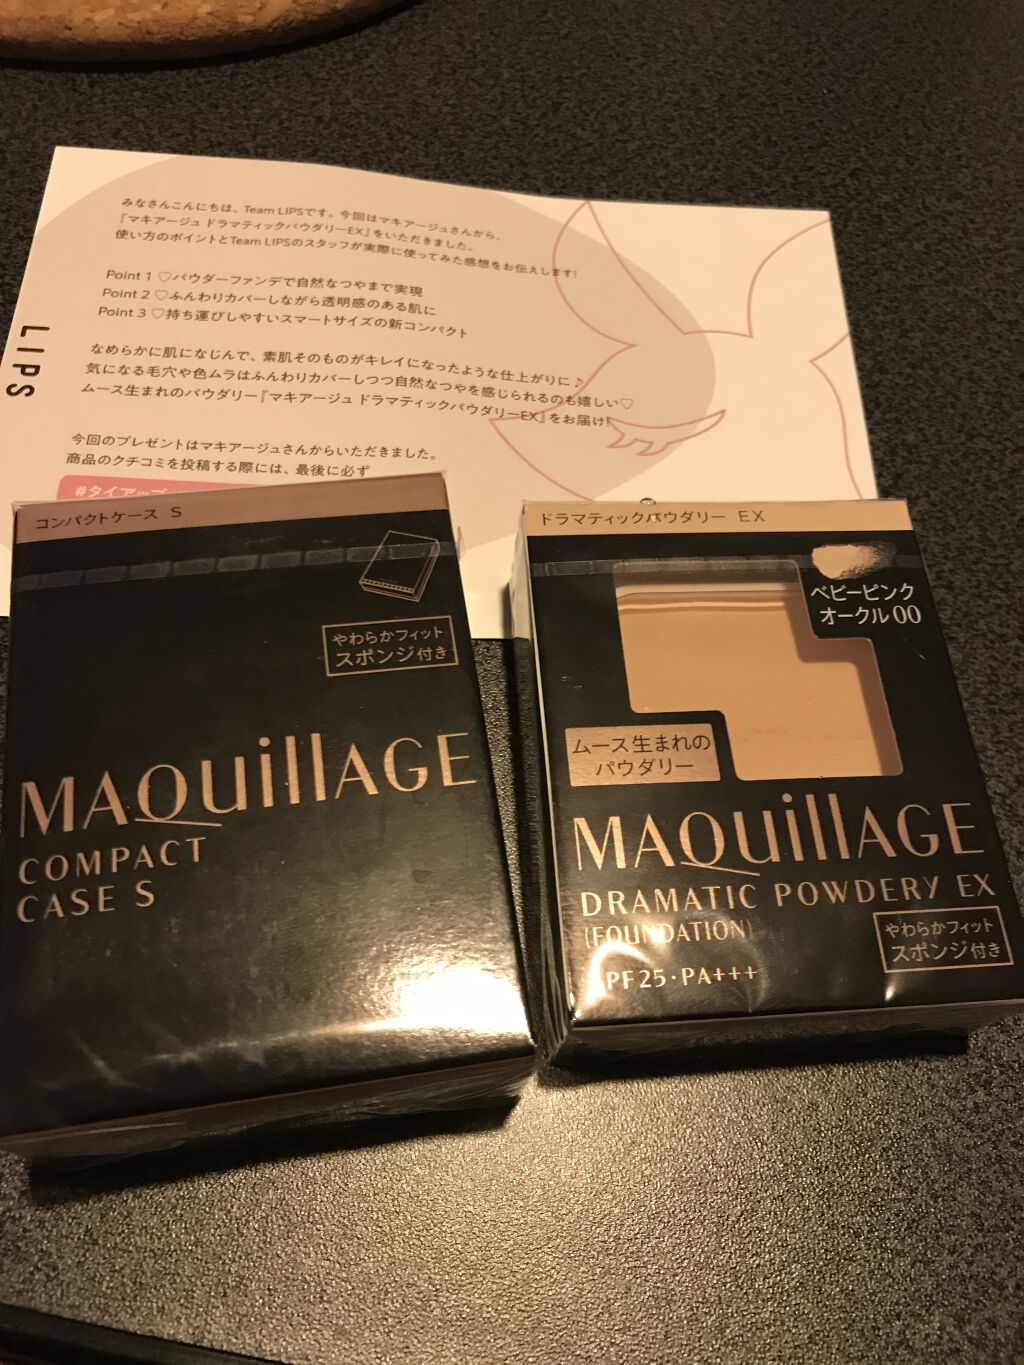 みなさんこんにちは、Team LIPSです。今回はマキアージュさんから、
『マキアージュ ドラマティックパウダリーEX』をいただきました。
使い方のポイントとTeam LIPSのスタッフが実際に使ってみた感想をお伝えします!
Point 1 ♡パウダーファンデで自然なつやまで実現
Point 2 ♡ふんわりカバーしながら透明感のある肌に
Point 3 ♡持ち運びしやすいスマートサイズの新コンパクト
なめらかに肌になじんで、素肌そのものがキレイになったような仕上がりに♪
気になる毛穴や色ムラはふんわりカバーしつつ自然なつやを感じられるのも嬉しい♡
ムース生まれのパウダリー『マキアージュ ドラマティックパウダリーEX』をお届け!
今回のプレゼントはマキアージュさんからいただきました。
商品のクチコミを投稿する際には、最後に必ず
#タイアップ
LIPS
コンパクトケース S
やわらかフィット
スポンジ付き
MAQuillAGE
COMPACT
CASE S
ドラマティックパウダリー EX
ベビーピンク
オークル00
ムース生まれの
パウダリー
MAQuillAGE
DRAMATIC POWDERY EX
(FOUNDATION)
やわらかフィット
スポンジ付き
SPF25・PA+++